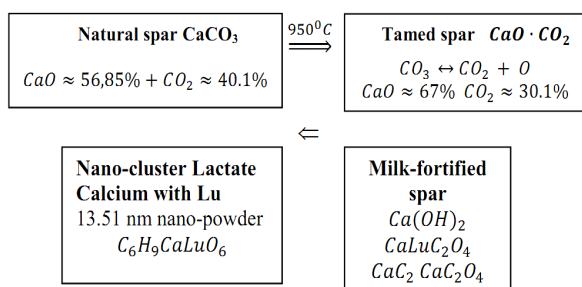 Natural spar CaCO₃
CaO ≈ 56,85% + CO₂ ≈ 40.1%
950⁰C
⟹
Tamed spar CaO · CO₂
CO₃ ↔ CO₂ + O
CaO ≈ 67% CO₂ ≈ 30.1%
⇐
Nano-cluster Lactate
Calcium with Lu
13.51 nm nano-powder
C₆H₉CaLuO₆
Milk-fortified
spar
Ca(OH)₂
CaLuC₂O₄
CaC₂ CaC₂O₄